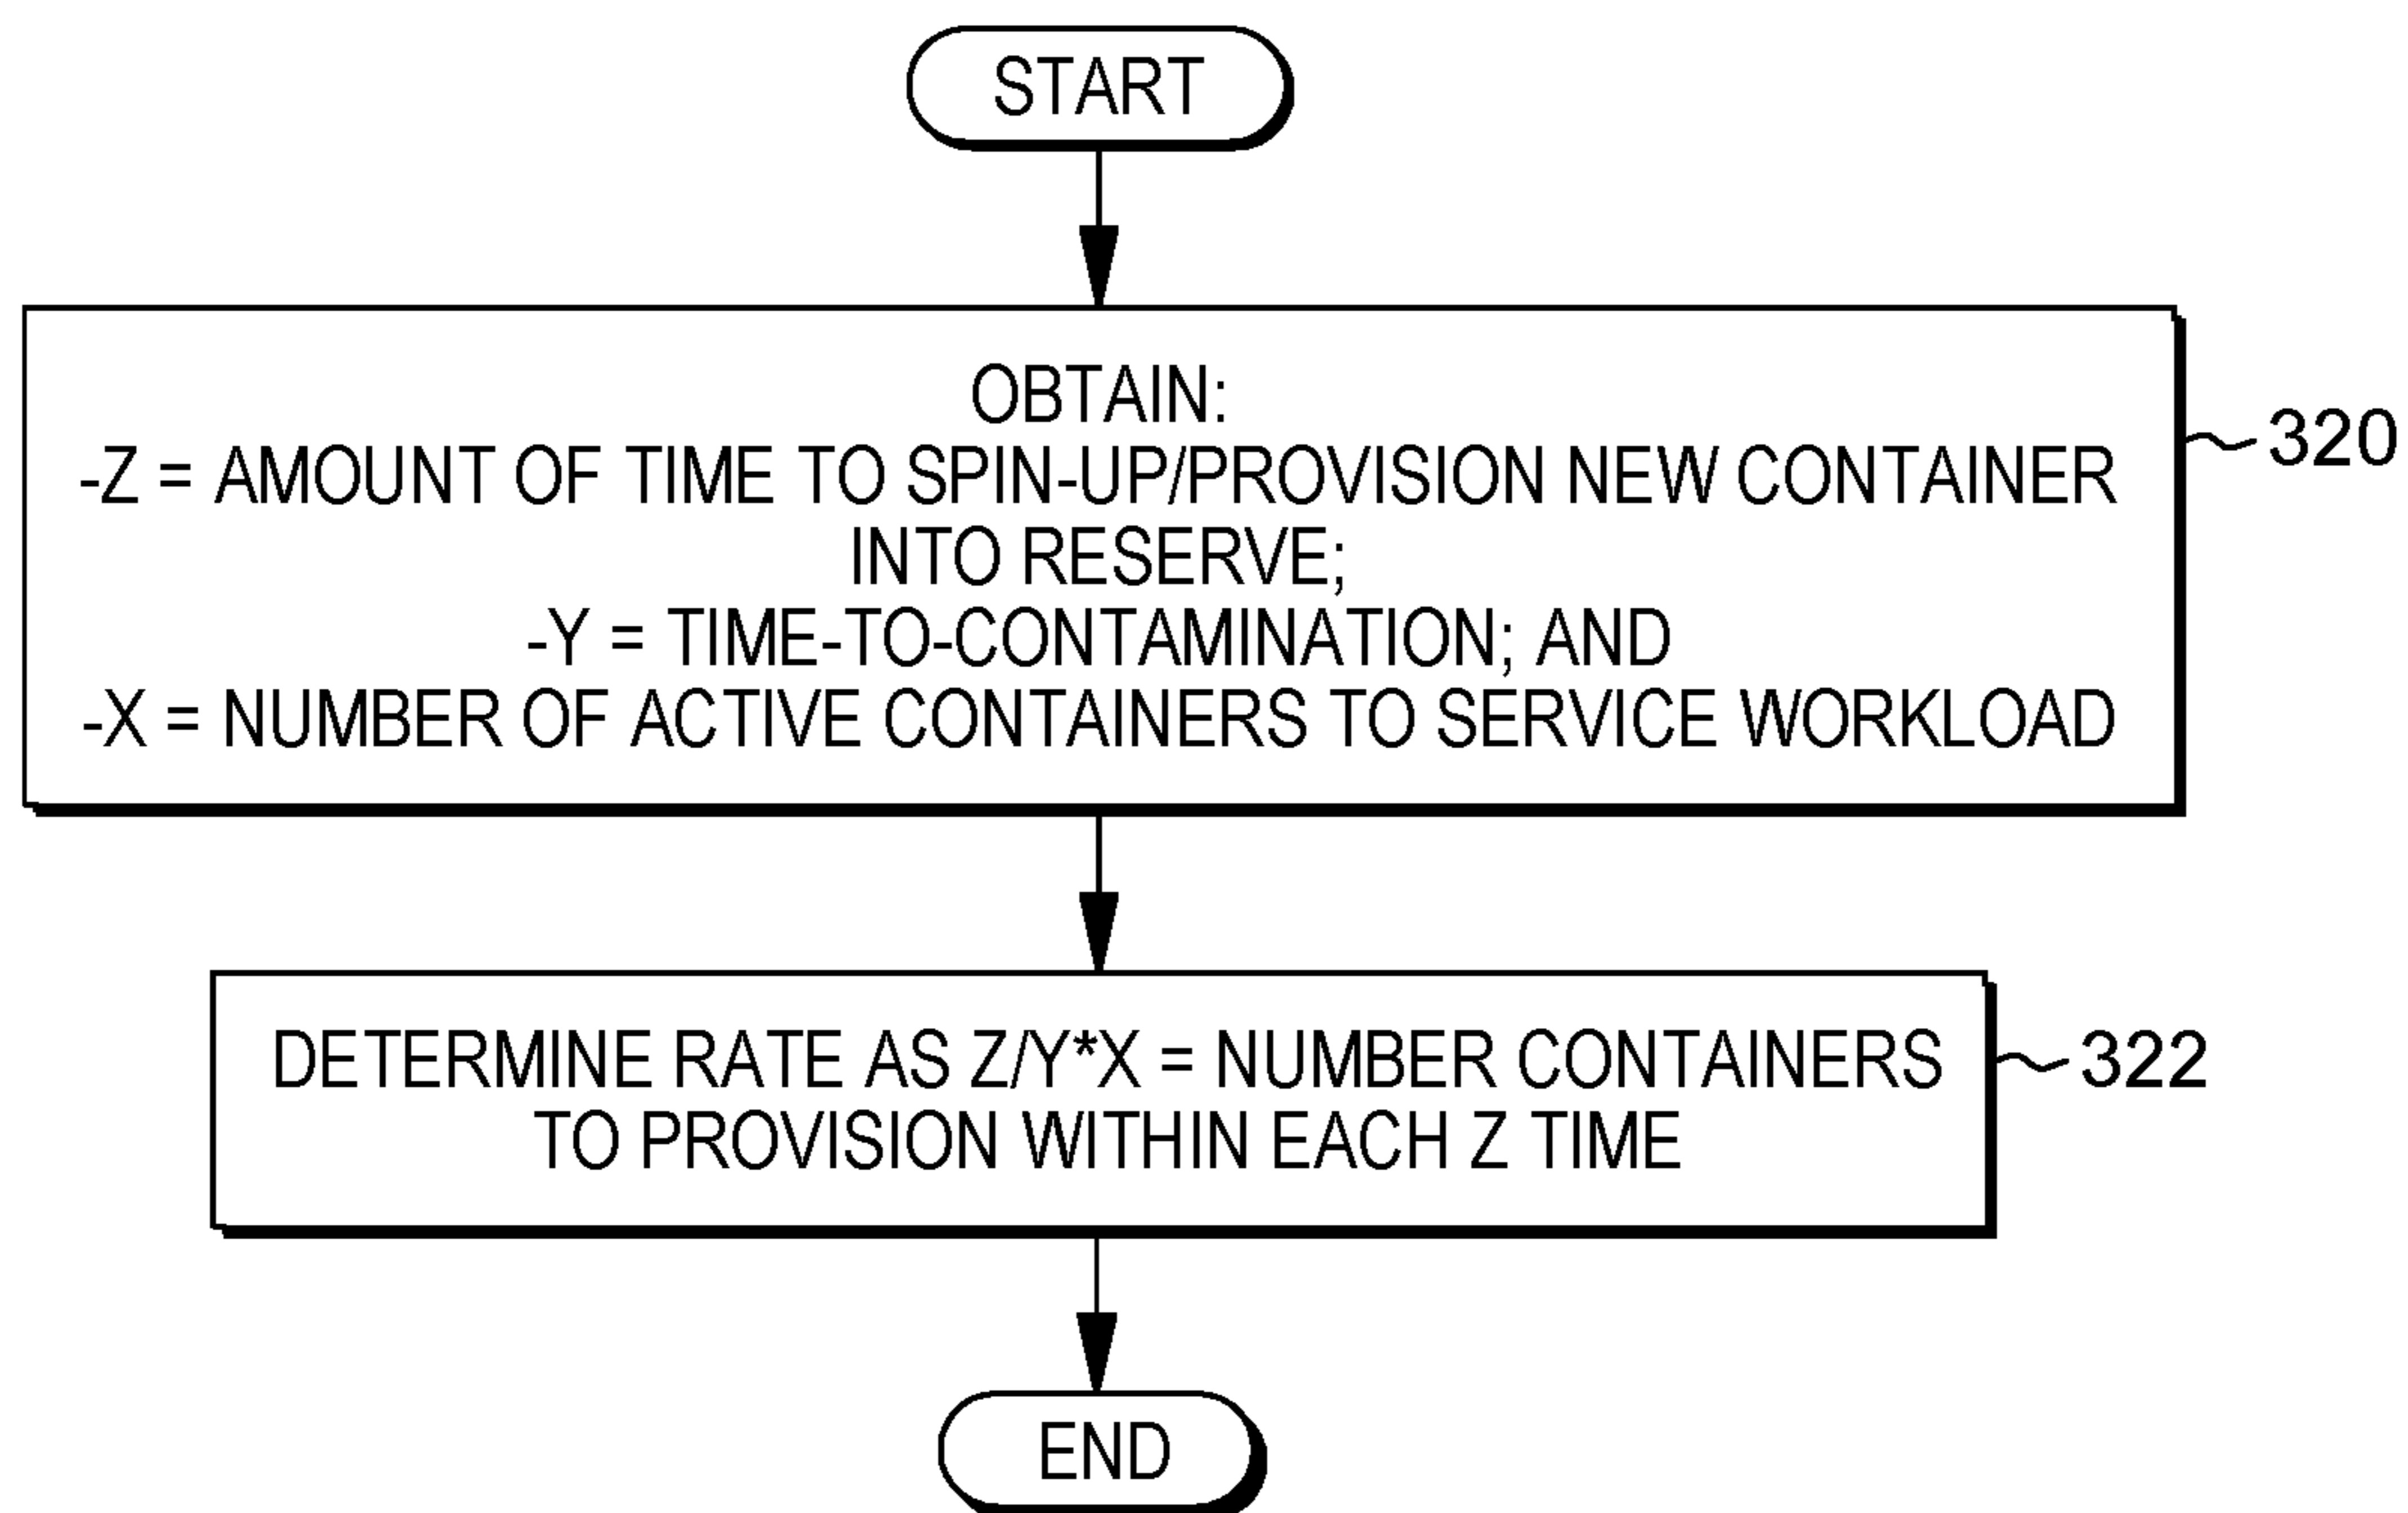 START
OBTAIN:
-Z = AMOUNT OF TIME TO SPIN-UP/PROVISION NEW CONTAINER
INTO RESERVE;
-Y = TIME-TO-CONTAMINATION; AND
-X = NUMBER OF ACTIVE CONTAINERS TO SERVICE WORKLOAD
320
DETERMINE RATE AS Z/Y*X = NUMBER CONTAINERS
TO PROVISION WITHIN EACH Z TIME
322
END